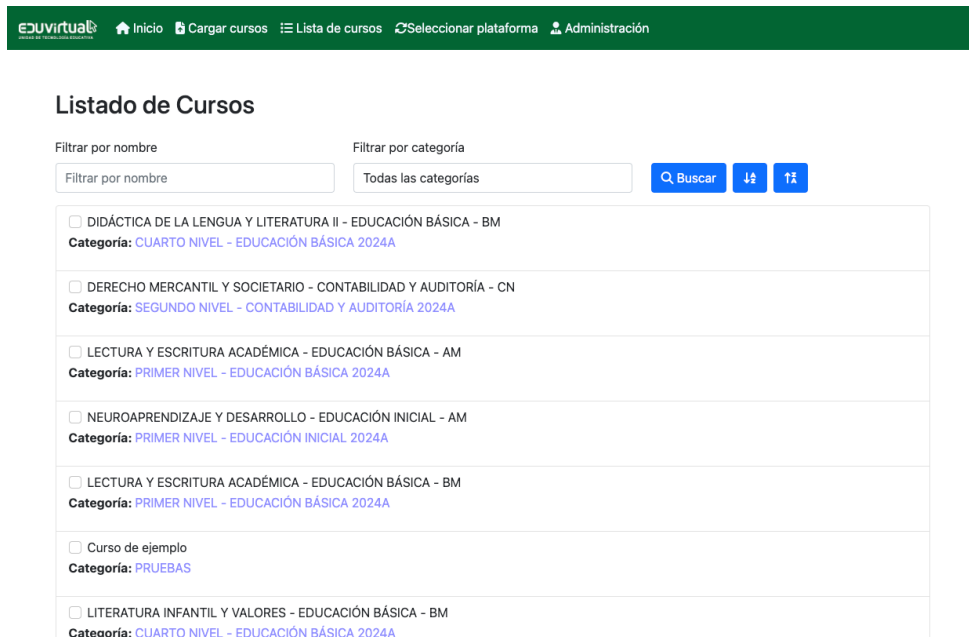 EDUVIRTUAL
UNIDAD DE TECNOLOGÍA EDUCATIVA
Inicio Cargar cursos Lista de cursos Seleccionar plataforma Administración
Listado de Cursos
Filtrar por nombre Filtrar por categoría
Filtrar por nombre Todas las categorías Buscar
DIDÁCTICA DE LA LENGUA Y LITERATURA II - EDUCACIÓN BÁSICA - BM
Categoría: CUARTO NIVEL - EDUCACIÓN BÁSICA 2024A
DERECHO MERCANTIL Y SOCIETARIO - CONTABILIDAD Y AUDITORÍA - CN
Categoría: SEGUNDO NIVEL - CONTABILIDAD Y AUDITORÍA 2024A
LECTURA Y ESCRITURA ACADÉMICA - EDUCACIÓN BÁSICA - AM
Categoría: PRIMER NIVEL - EDUCACIÓN BÁSICA 2024A
NEUROAPRENDIZAJE Y DESARROLLO - EDUCACIÓN INICIAL - AM
Categoría: PRIMER NIVEL - EDUCACIÓN INICIAL 2024A
LECTURA Y ESCRITURA ACADÉMICA - EDUCACIÓN BÁSICA - BM
Categoría: PRIMER NIVEL - EDUCACIÓN BÁSICA 2024A
Curso de ejemplo
Categoría: PRUEBAS
LITERATURA INFANTIL Y VALORES - EDUCACIÓN BÁSICA - BM
Categoría: CUARTO NIVEL - EDUCACIÓN BÁSICA 2024A